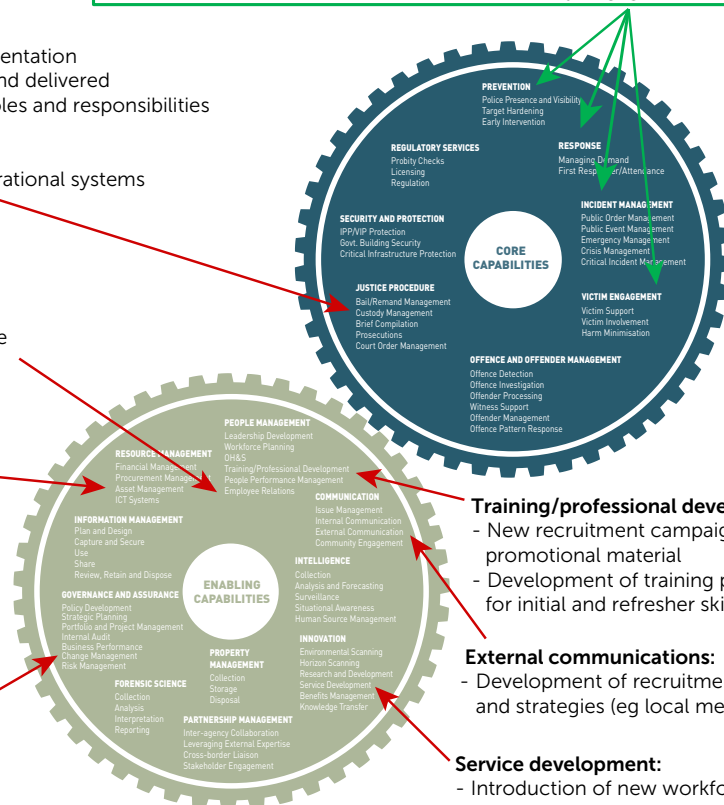 entation
nd delivered
les and responsibilities
rational systems
e
PREVENTION
Police Presence and Visibility
Target Hardening
Early Intervention
REGULATORY SERVICES
Probity Checks
Licensing
Regulation
RESPONSE
Managing Demand
First Responder/Attendance
SECURITY AND PROTECTION
IPP/VIP Protection
Govt. Building Security
Critical Infrastructure Protection
CORE
CAPABILITIES
INCIDENT MANAGEMENT
Public Order Management
Public Event Management
Emergency Management
Crisis Management
Critical Incident Management
JUSTICE PROCEDURE
Bail/Remand Management
Custody Management
Brief Compilation
Prosecutions
Court Order Management
VICTIM ENGAGEMENT
Victim Support
Victim Involvement
Harm Minimisation
OFFENCE AND OFFENDER MANAGEMENT
Offence Detection
Offence Investigation
Offender Processing
Witness Support
Offender Management
Offence Pattern Response
PEOPLE MANAGEMENT
Leadership Development
Workforce Planning
OH&S
Training/Professional Development
People Performance Management
Employee Relations
RESOURCE MANAGEMENT
Financial Management
Procurement Management
Asset Management
ICT Systems
COMMUNICATION
Issue Management
Internal Communication
External Communication
Community Engagement
INFORMATION MANAGEMENT
Plan and Design
Capture and Secure
Use
Share
Review, Retain and Dispose
ENABLING
CAPABILITIES
INTELLIGENCE
Collection
Analysis and Forecasting
Surveillance
Situational Awareness
Human Source Management
GOVERNANCE AND ASSURANCE
Policy Development
Strategic Planning
Portfolio and Project Management
Internal Audit
Business Performance
Change Management
Risk Management
PROPERTY
MANAGEMENT
Collection
Storage
Disposal
INNOVATION
Environmental Scanning
Horizon Scanning
Research and Development
Service Development
Benefits Management
Knowledge Transfer
FORENSIC SCIENCE
Collection
Analysis
Interpretation
Reporting
PARTNERSHIP MANAGEMENT
Inter-agency Collaboration
Leveraging External Expertise
Cross-border Liaison
Stakeholder Engagement
Training/professional deve
- New recruitment campaig
promotional material
- Development of training p
for initial and refresher ski
External communications:
- Development of recruitme
and strategies (eg local me
Service development:
- Introduction of new workfo